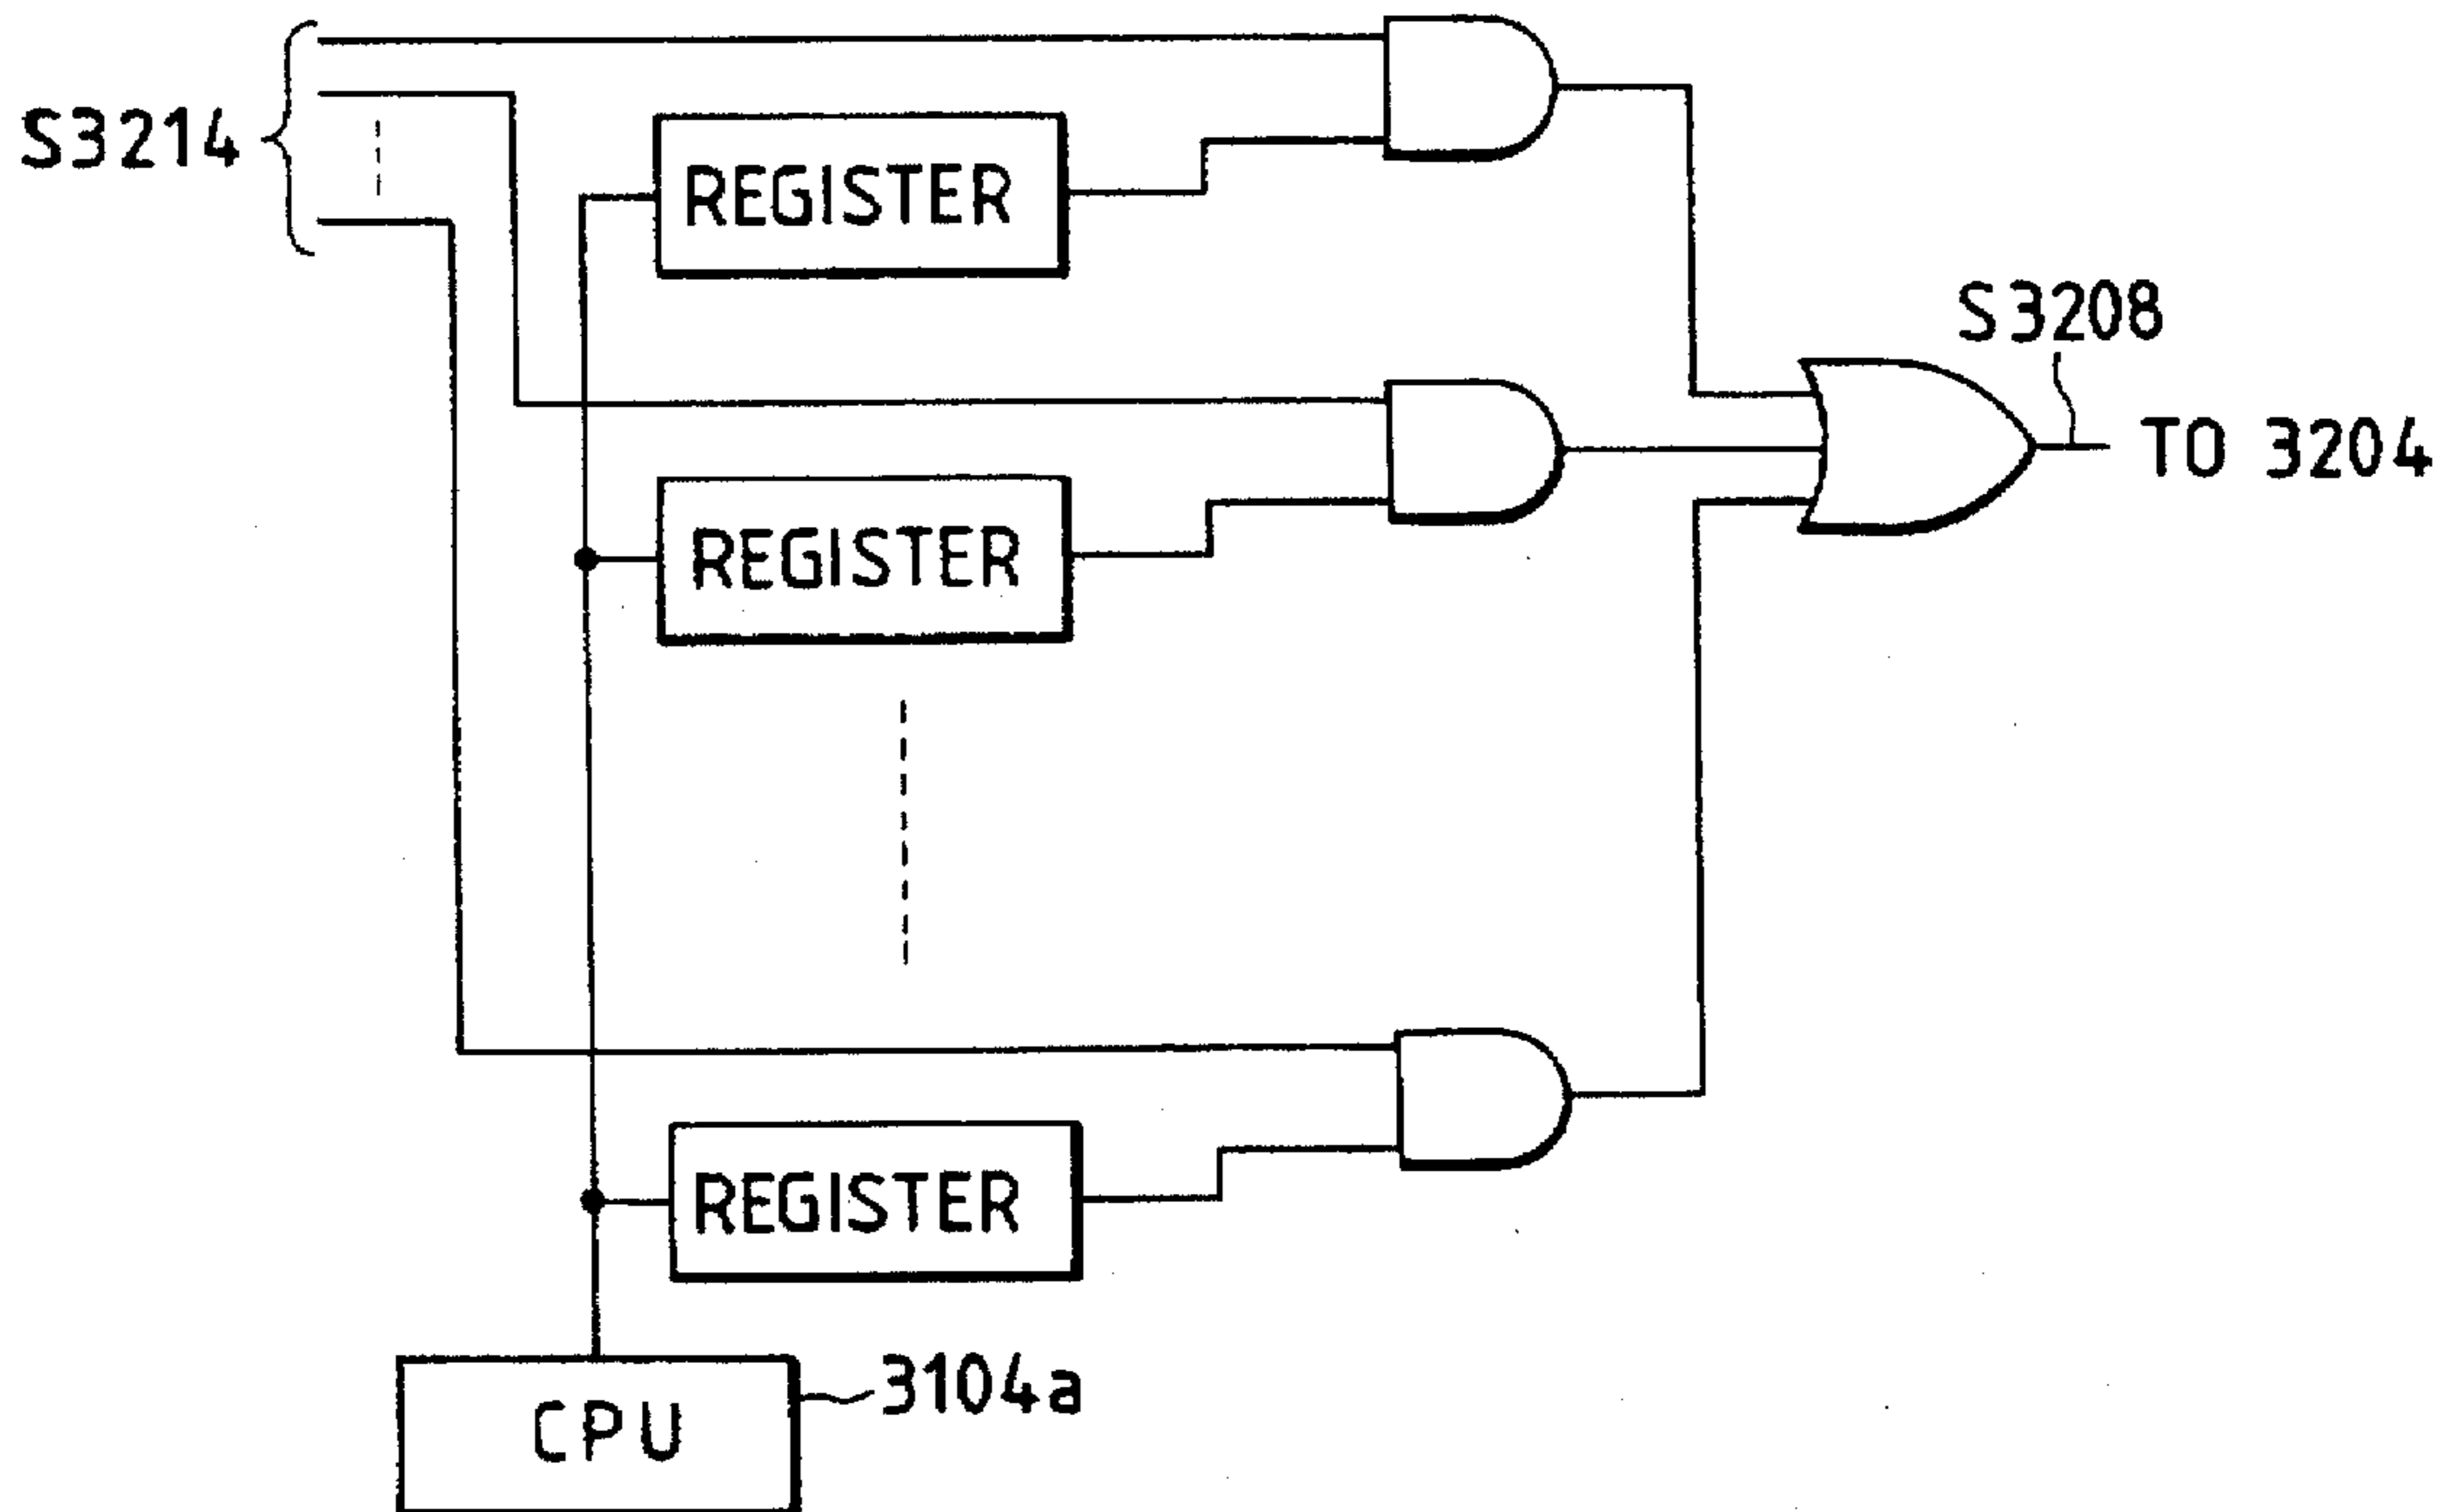 S3214
REGISTER
S3208
TO 3204
REGISTER
REGISTER
3104a
CPU